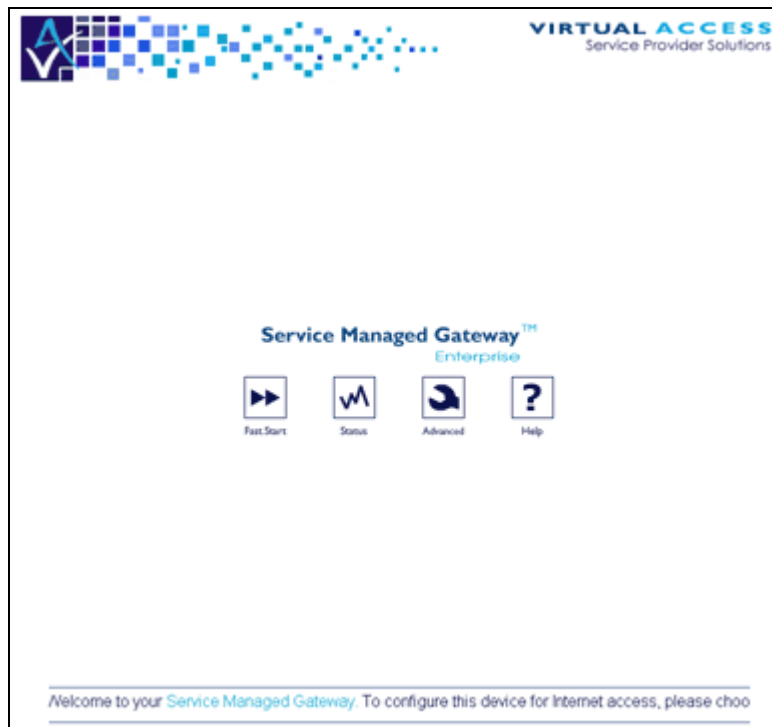 VIRTUAL ACCESS
Service Provider Solutions
Service Managed Gateway™
Enterprise
Fast.Start Status Advanced Help
Welcome to your Service Managed Gateway. To configure this device for Internet access, please choo